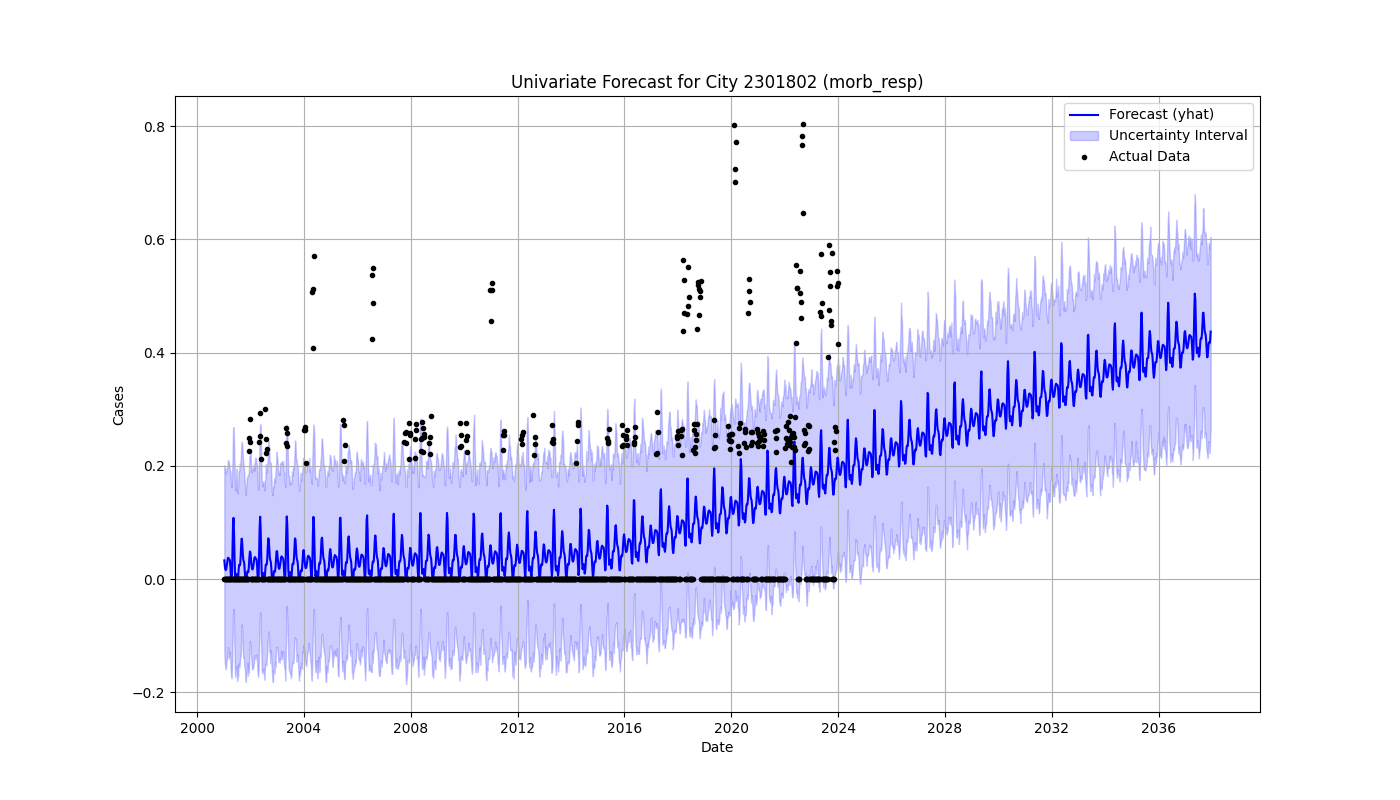 Univariate Forecast for City 2301802 (morb_resp)
Forecast (yhat)
Uncertainty Interval
Actual Data
0.8
0.6
0.4
0.2
0.0
−0.2
Cases
2000 2004 2008 2012 2016 2020 2024 2028 2032 2036
Date